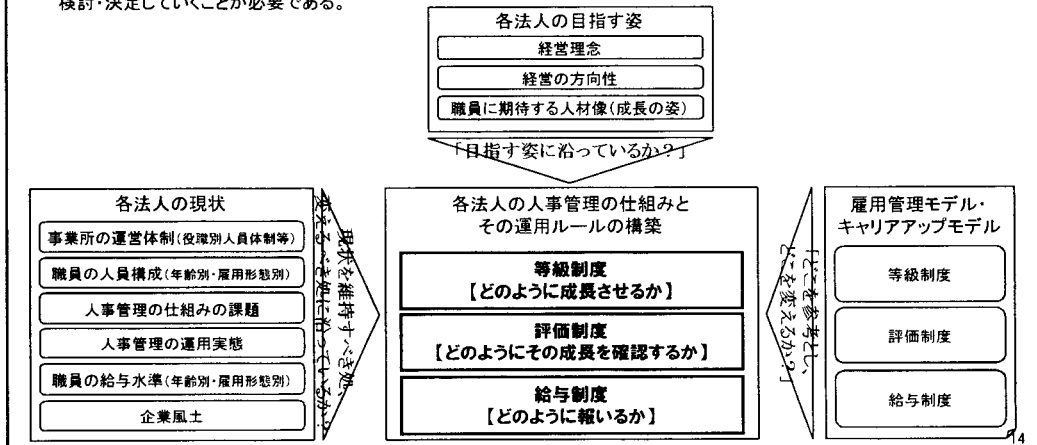 検討・決定していくことが必要である。
各法人の目指す姿
経営理念
経営の方向性
職員に期待する人材像(成長の姿)
「目指す姿に沿っているか?」
各法人の現状
事業所の運営体制(役職別人員体制等)
職員の人員構成(年齢別・雇用形態別)
人事管理の仕組みの課題
人事管理の運用実態
職員の給与水準(年齢別・雇用形態別)
企業風土
現状を維持すべき処、
変えるべき処に沿っているか?
各法人の人事管理の仕組みと
その運用ルールの構築
等級制度
【どのように成長させるか】
評価制度
【どのようにその成長を確認するか】
給与制度
【どのように報いるか】
「どこを参考とし、
どこを変えるか?」
雇用管理モデル・
キャリアアップモデル
等級制度
評価制度
給与制度
14